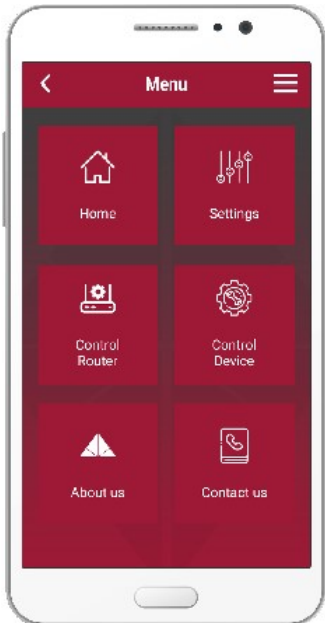 Menu
Home
Settings
Control
Router
Control
Device
About us
Contact us